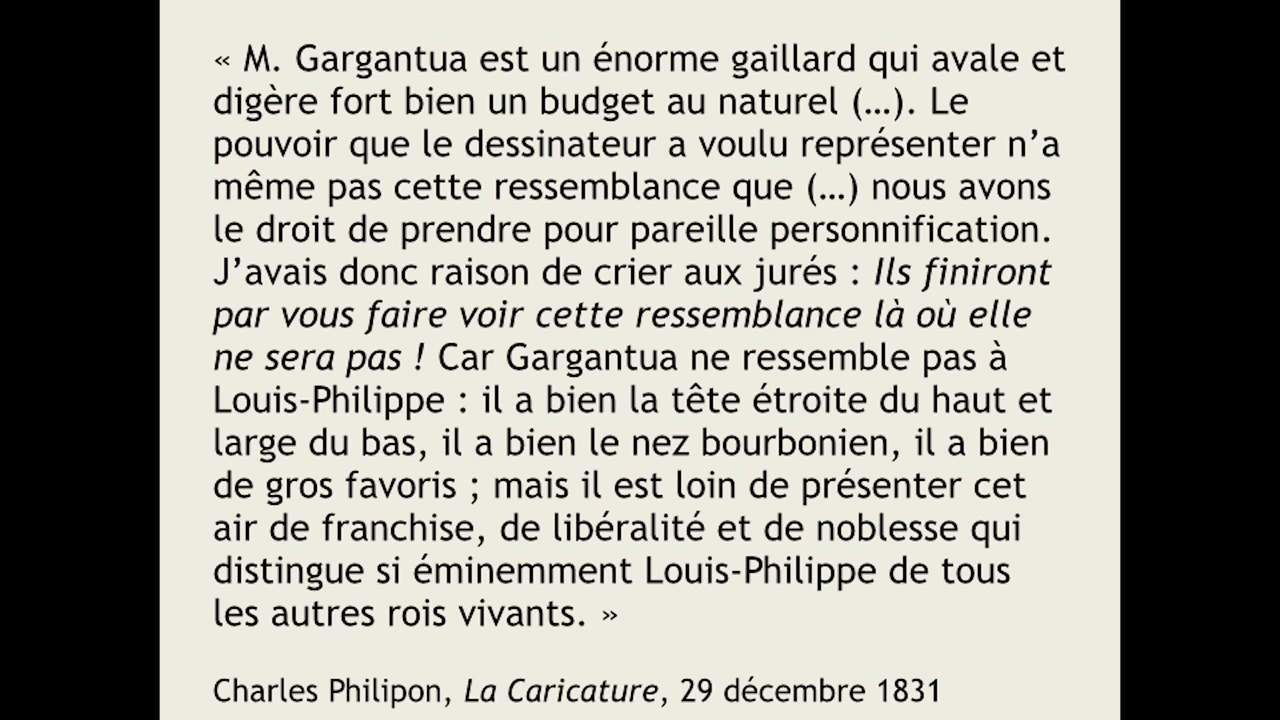 « M. Gargantua est un énorme gaillard qui avale et
digère fort bien un budget au naturel (…). Le
pouvoir que le dessinateur a voulu représenter n’a
même pas cette ressemblance que (…) nous avons
le droit de prendre pour pareille personnification.
J’avais donc raison de crier aux jurés : Ils finiront
par vous faire voir cette ressemblance là où elle
ne sera pas ! Car Gargantua ne ressemble pas à
Louis-Philippe : il a bien la tête étroite du haut et
large du bas, il a bien le nez bourbonien, il a bien
de gros favoris ; mais il est loin de présenter cet
air de franchise, de libéralité et de noblesse qui
distingue si éminemment Louis-Philippe de tous
les autres rois vivants. »
Charles Philipon, La Caricature, 29 décembre 1831